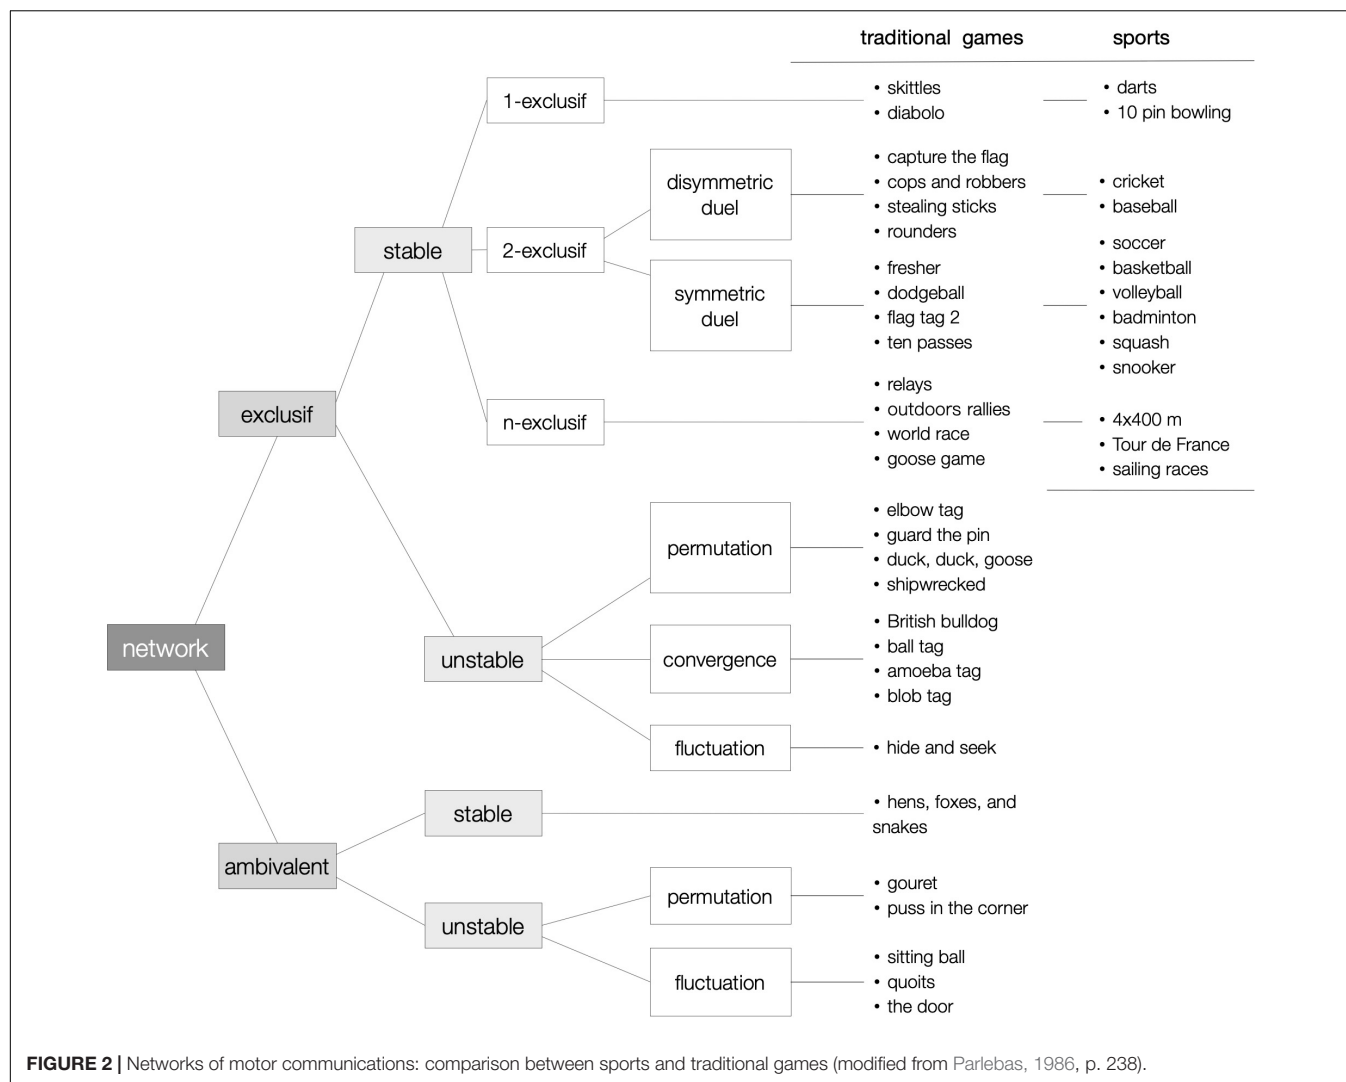 traditional games
sports
1-exclusif
• skittles
• diabolo
• darts
• 10 pin bowling
stable
2-exclusif
disymmetric
duel
• capture the flag
• cops and robbers
• stealing sticks
• rounders
• cricket
• baseball
symmetric
duel
• fresher
• dodgeball
• flag tag 2
• ten passes
• soccer
• basketball
• volleyball
• badminton
• squash
• snooker
exclusif
n-exclusif
• relays
• outdoors rallies
• world race
• goose game
• 4x400 m
• Tour de France
• sailing races
network
unstable
permutation
• elbow tag
• guard the pin
• duck, duck, goose
• shipwrecked
convergence
• British bulldog
• ball tag
• amoeba tag
• blob tag
fluctuation
• hide and seek
ambivalent
stable
• hens, foxes, and
snakes
unstable
permutation
• gouret
• puss in the corner
fluctuation
• sitting ball
• quoits
• the door
FIGURE 2 | Networks of motor communications: comparison between sports and traditional games (modified from Parlebas, 1986, p. 238).